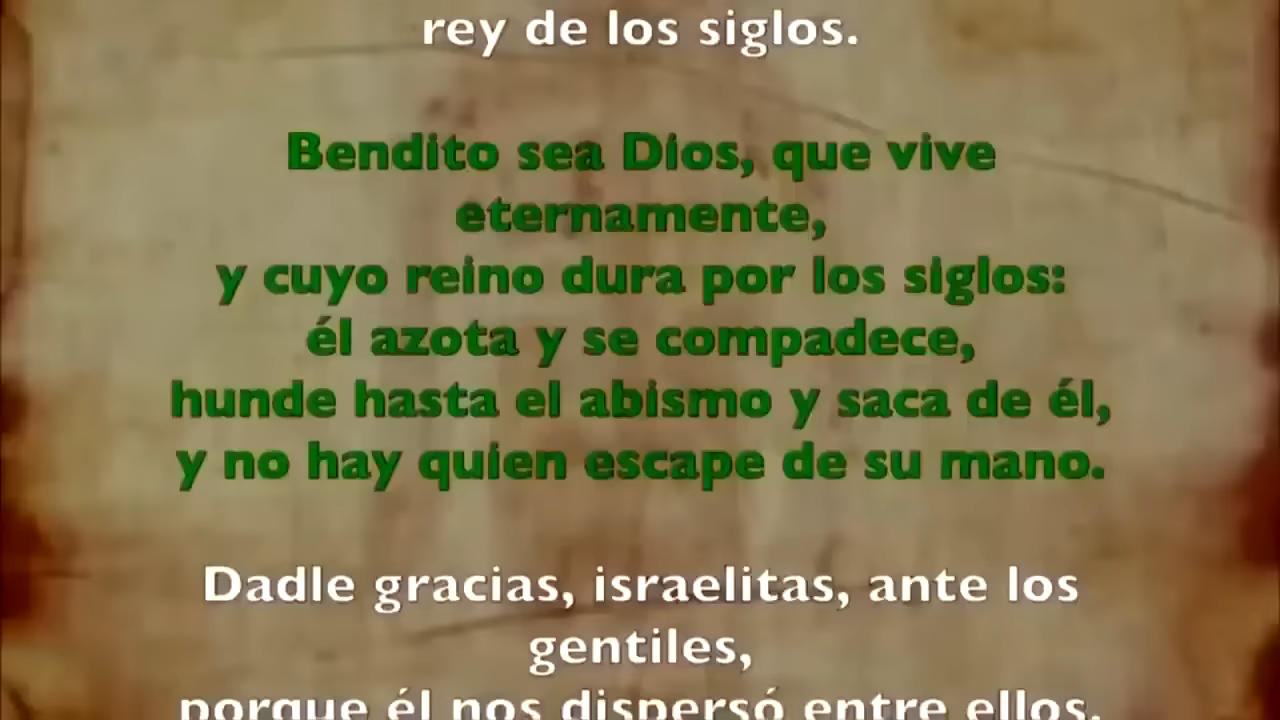 rey de los siglos.
Bendito sea Dios, que vive
eternamente,
y cuyo reino dura por los siglos:
él azota y se compadece,
hunde hasta el abismo y saca de él,
y no hay quien escape de su mano.
Dadle gracias, israelitas, ante los
gentiles,
porque él nos dispersó entre ellos.